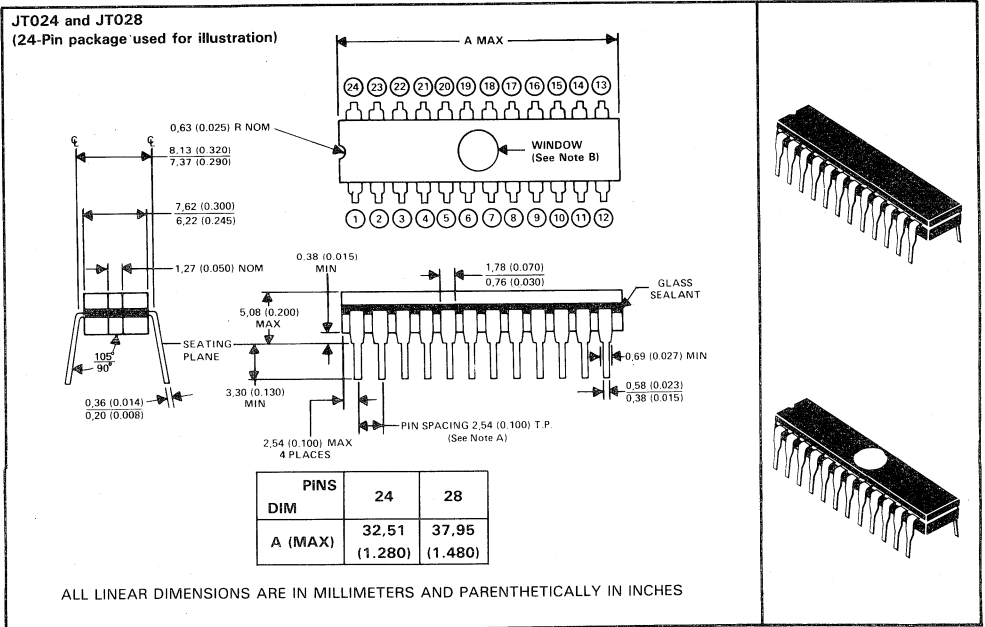 JT024 and JT028
(24-Pin package used for illustration)
A MAX
24 23 22 21 20 19 18 17 16 15 14 13
0,63 (0.025) R NOM
WINDOW
(See Note B)
1 2 3 4 5 6 7 8 9 10 11 12
℄ ℄
8.13 (0.320)
7,37 (0.290)
7,62 (0.300)
6,22 (0.245)
1,27 (0.050) NOM
0.38 (0.015)
MIN
1,78 (0.070)
0,76 (0.030)
GLASS
SEALANT
5,08 (0.200)
MAX
SEATING
PLANE
105°
90°
0,36 (0.014)
0,20 (0.008)
3,30 (0.130)
MIN
0,69 (0.027) MIN
0,58 (0.023)
0,38 (0.015)
2,54 (0.100) MAX
4 PLACES
PIN SPACING 2,54 (0.100) T.P.
(See Note A)
PINS
DIM
24 28
A (MAX)
32,51 37,95
(1.280) (1.480)
ALL LINEAR DIMENSIONS ARE IN MILLIMETERS AND PARENTHETICALLY IN INCHES